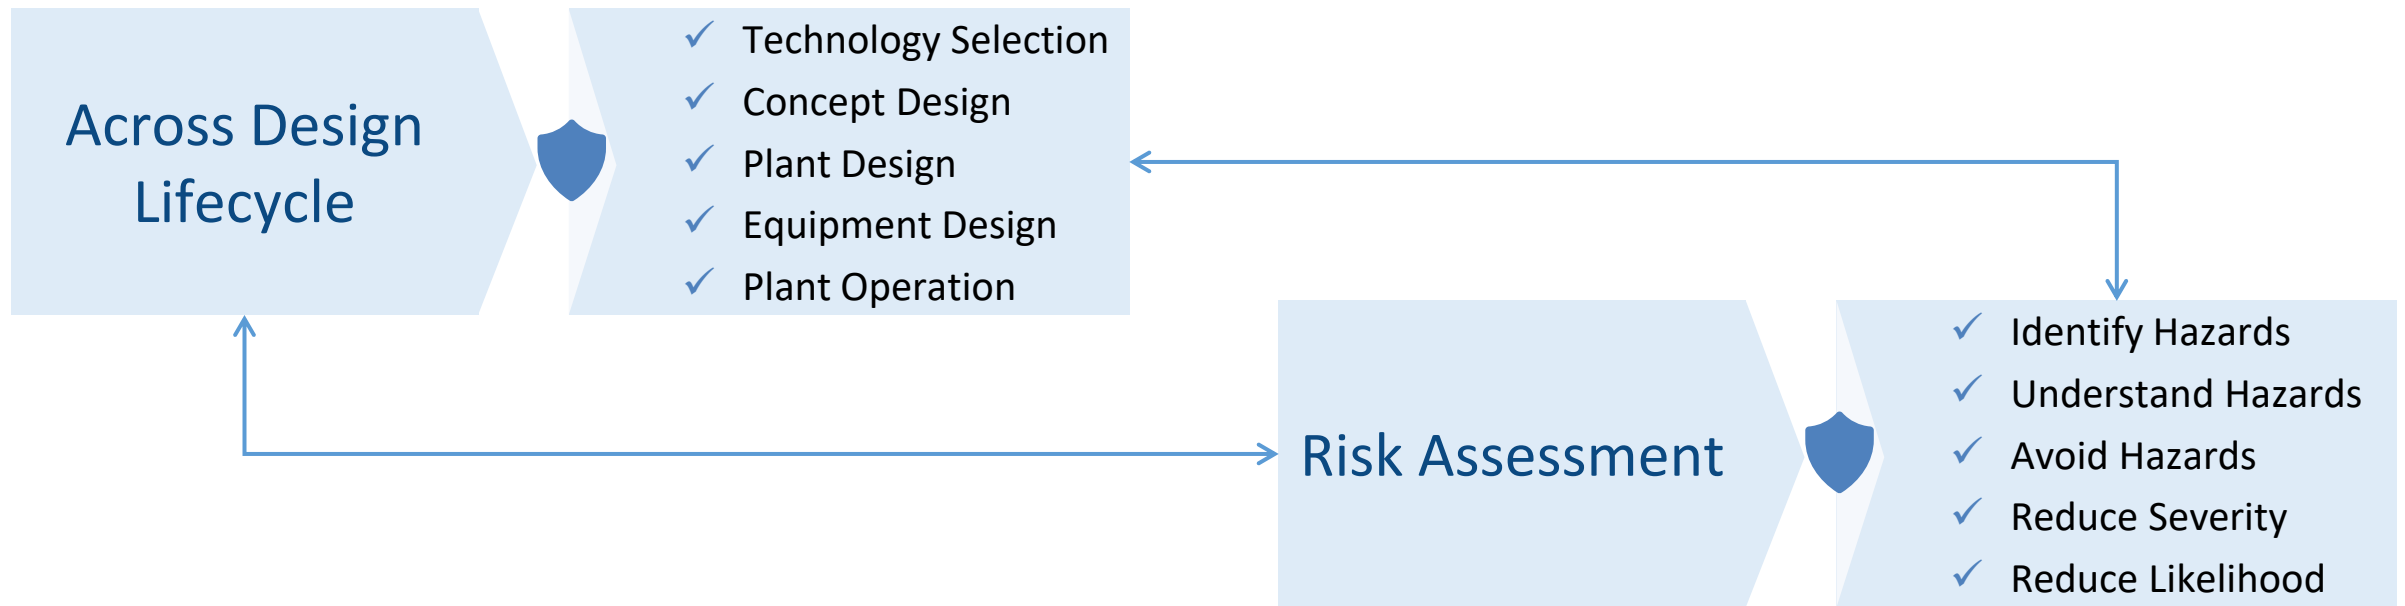 Across Design
Lifecycle
Technology Selection
Concept Design
Plant Design
Equipment Design
Plant Operation
Risk Assessment
Identify Hazards
Understand Hazards
Avoid Hazards
Reduce Severity
Reduce Likelihood